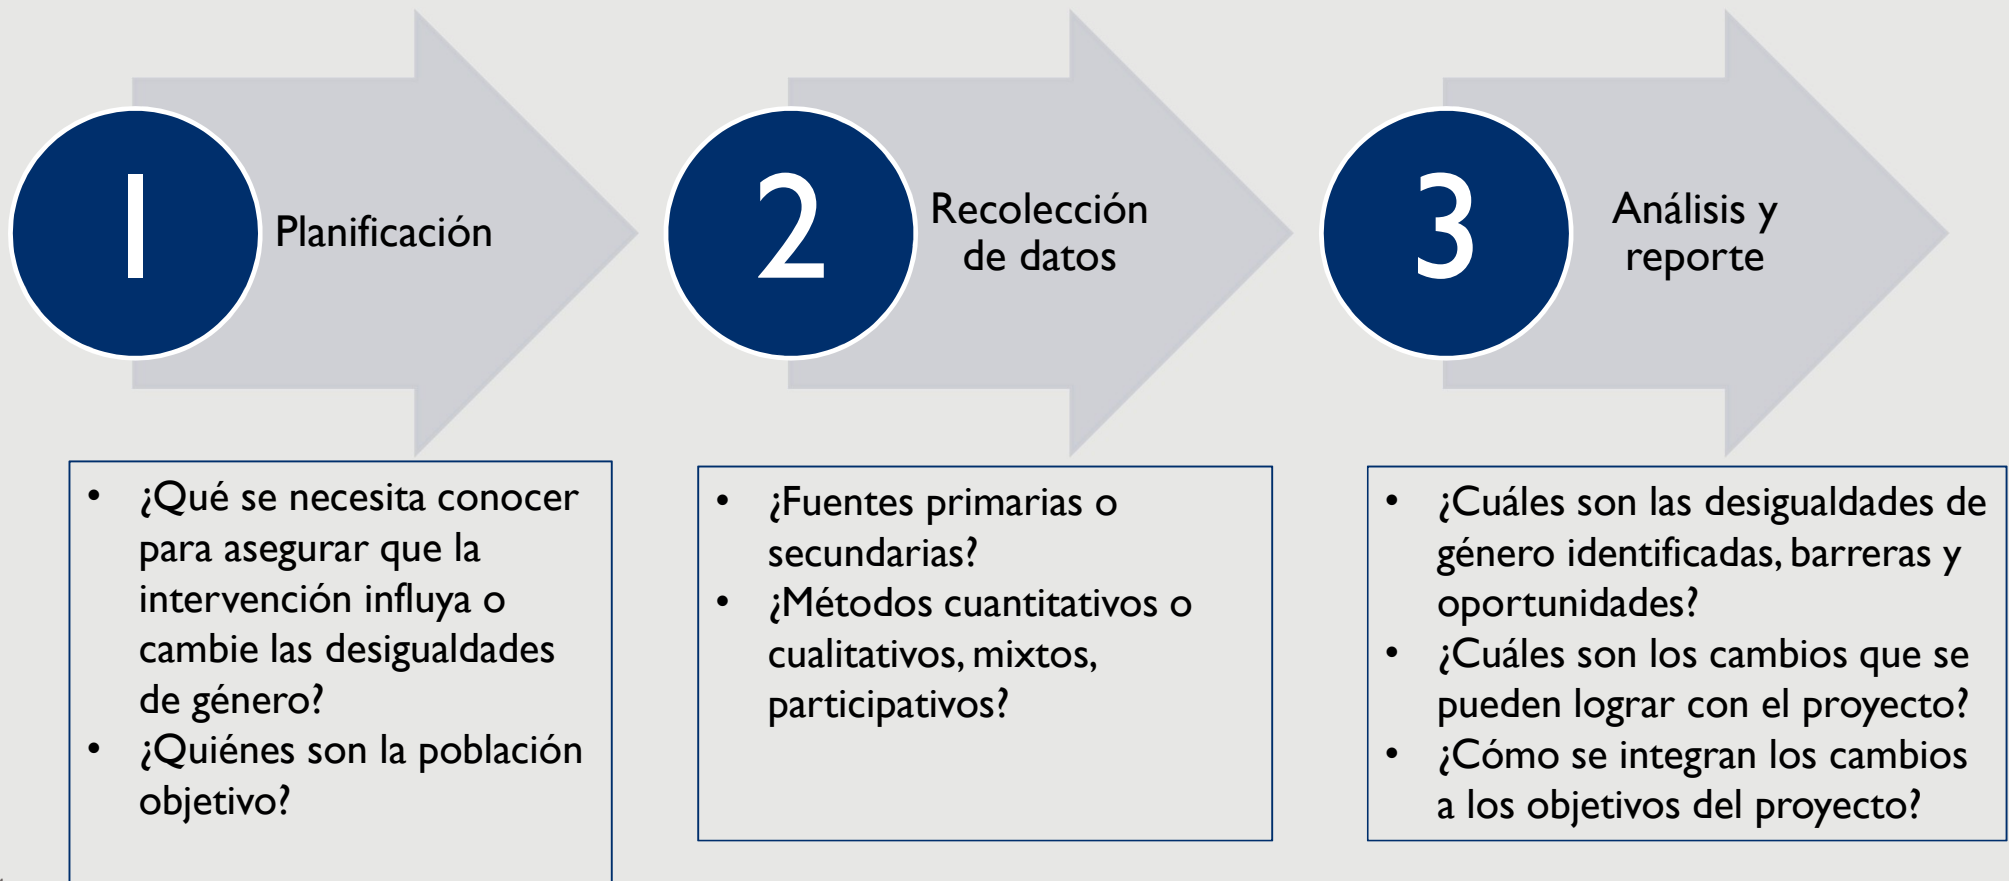 1
Planificación
2
Recolección
de datos
3
Análisis y
reporte
• ¿Qué se necesita conocer
para asegurar que la
intervención influya o
cambie las desigualdades
de género?
• ¿Quiénes son la población
objetivo?
• ¿Fuentes primarias o
secundarias?
• ¿Métodos cuantitativos o
cualitativos, mixtos,
participativos?
• ¿Cuáles son las desigualdades de
género identificadas, barreras y
oportunidades?
• ¿Cuáles son los cambios que se
pueden lograr con el proyecto?
• ¿Cómo se integran los cambios
a los objetivos del proyecto?